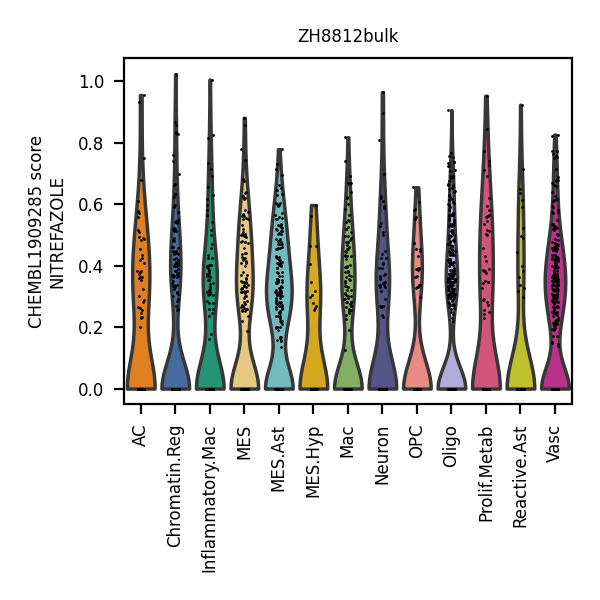 ZH8812bulk
CHEMBL1909285 score
NITREFAZOLE
1.0
0.8
0.6
0.4
0.2
0.0
AC
Chromatin.Reg
Inflammatory.Mac
MES
MES.Ast
MES.Hyp
Mac
Neuron
OPC
Oligo
Prolif.Metab
Reactive.Ast
Vasc